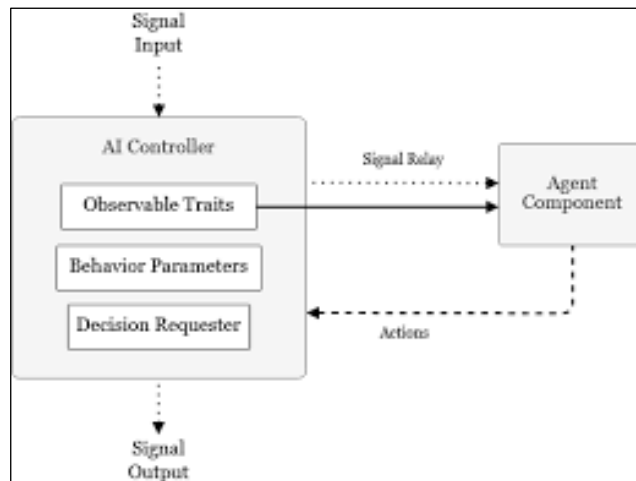 Signal
Input
AI Controller
Signal Relay
Observable Traits
Agent
Component
Behavior Parameters
Decision Requester
Actions
Signal
Output